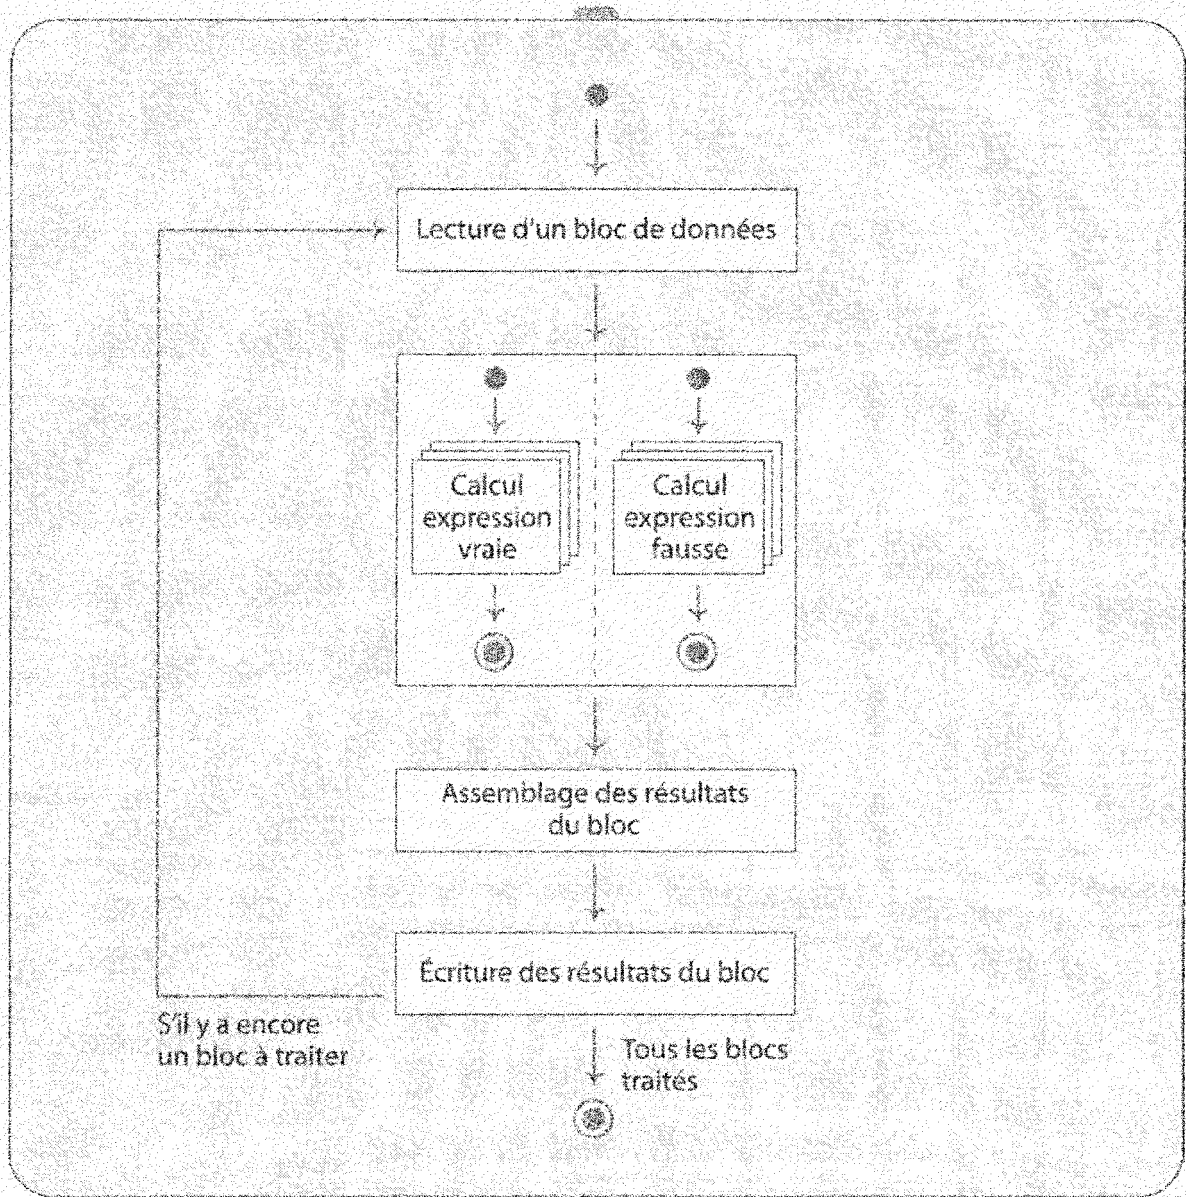 Lecture d'un bloc de données
Calcul
expression
vraie
Calcul
expression
fausse
Assemblage des résultats
du bloc
Écriture des résultats du bloc
S'il y a encore
un bloc à traiter
Tous les blocs
traités